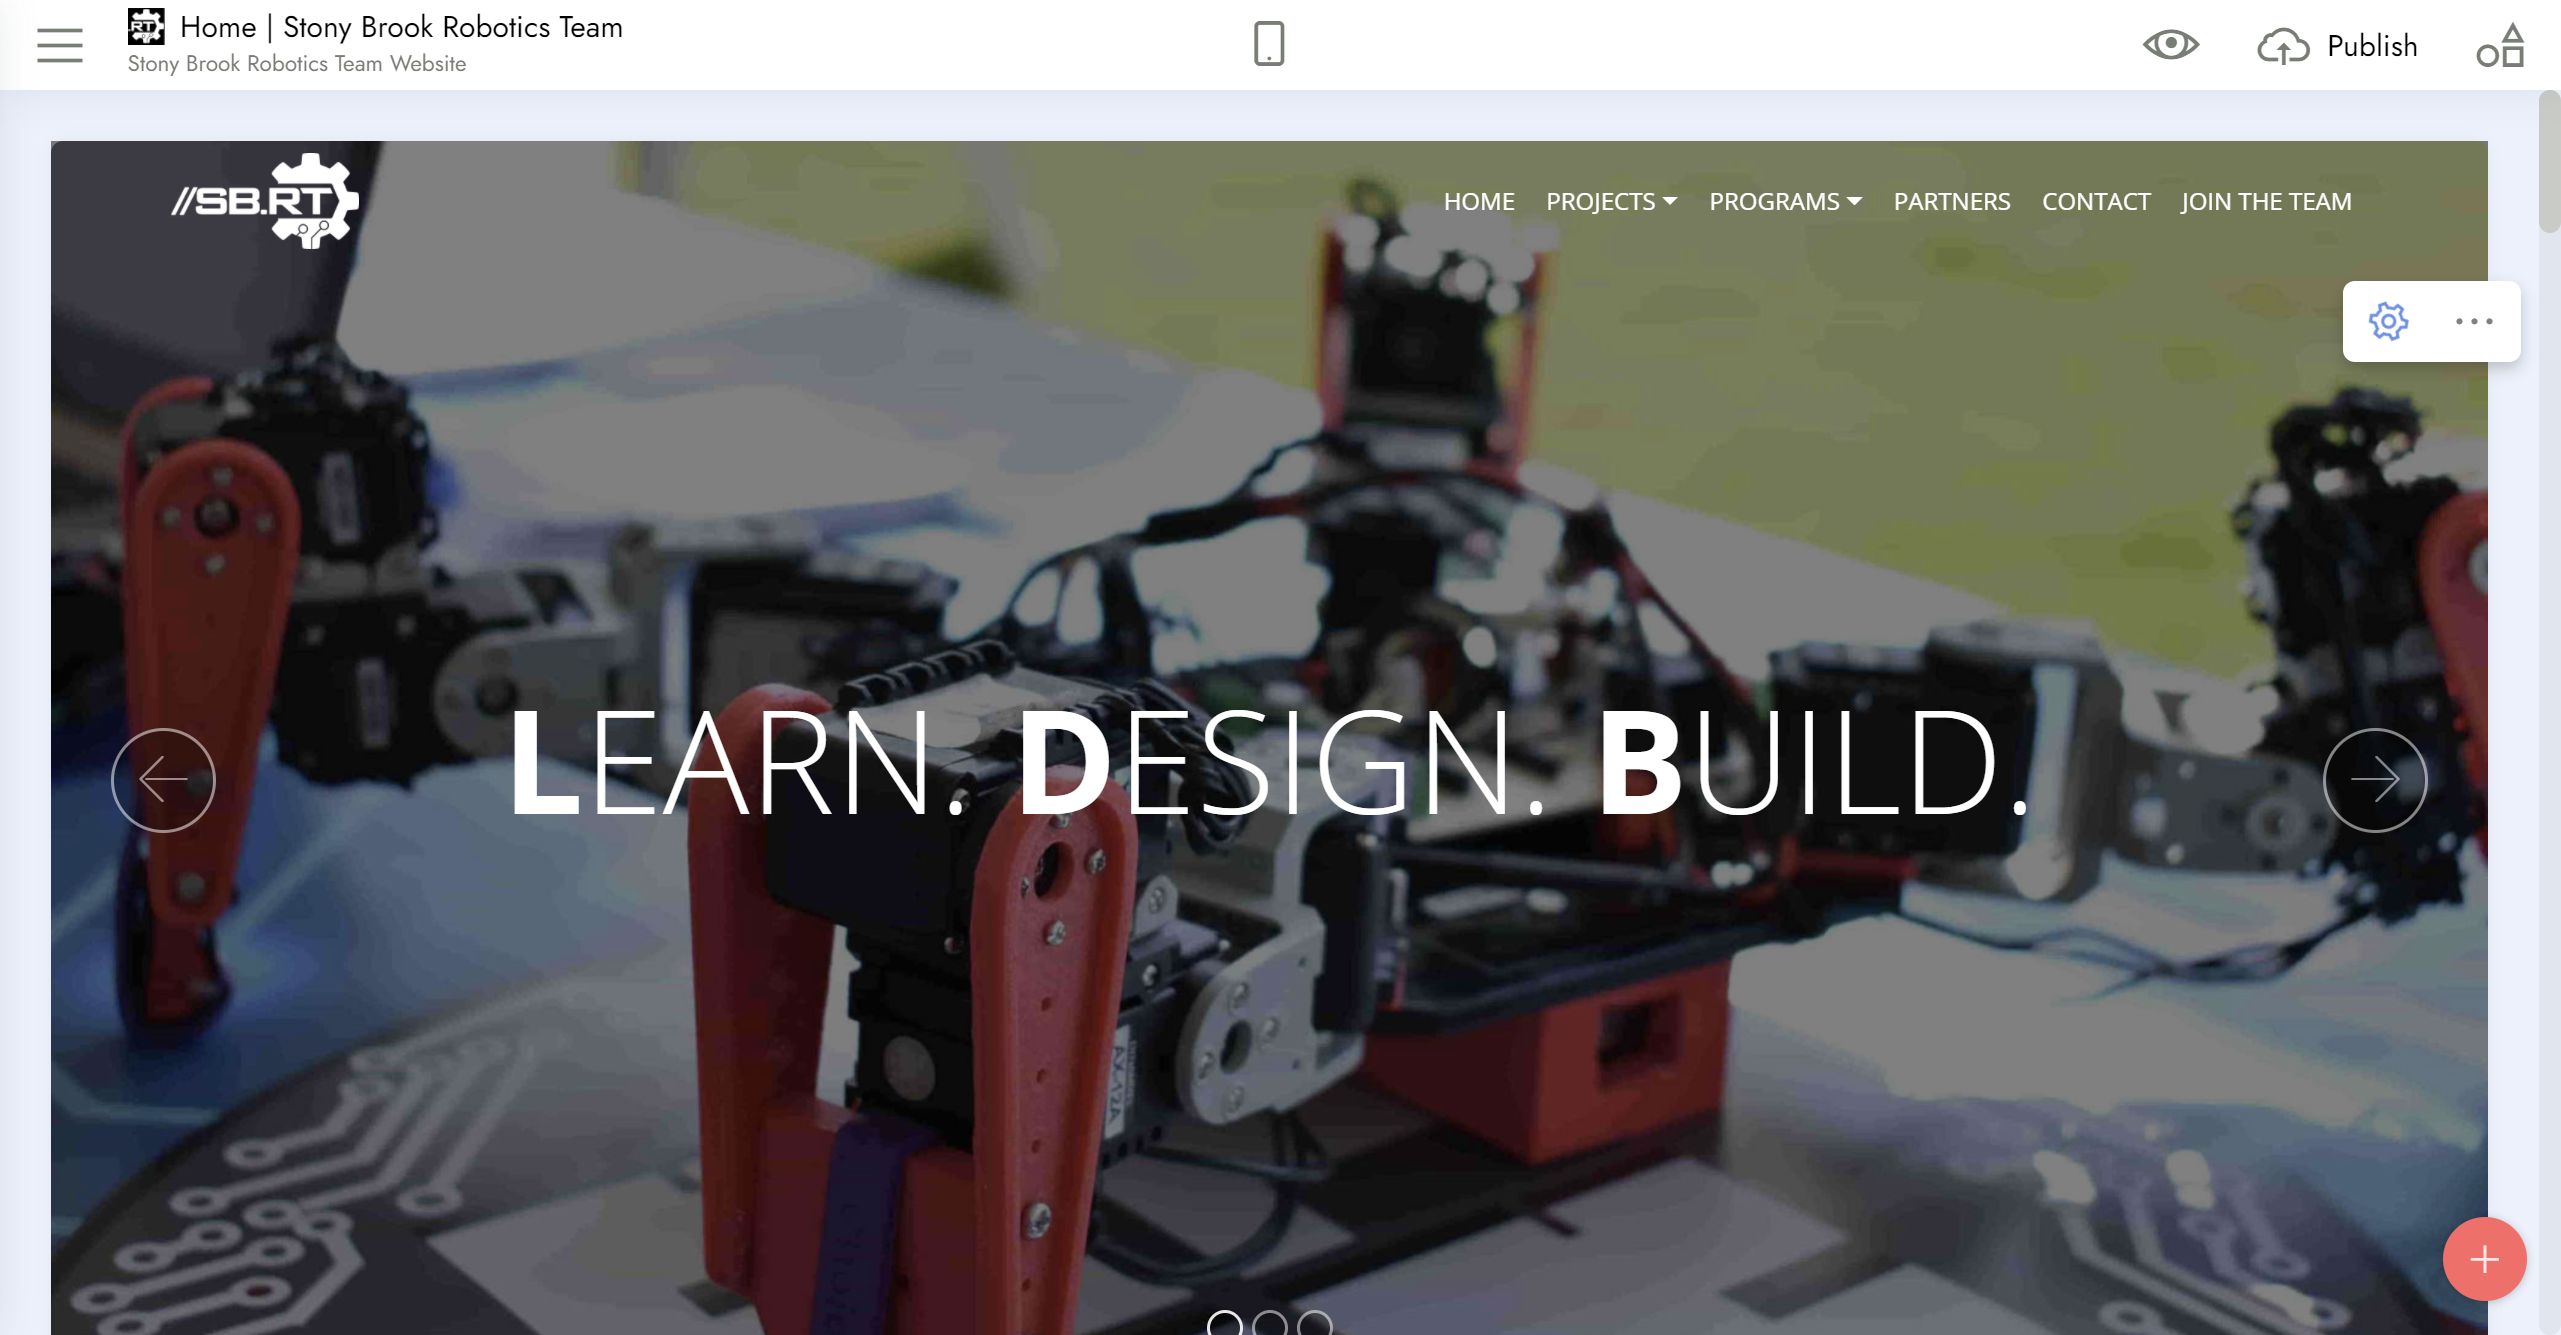 Home | Stony Brook Robotics Team
Stony Brook Robotics Team Website
Publish
//SB.RT
HOME PROJECTS PROGRAMS PARTNERS CONTACT JOIN THE TEAM
LEARN. DESIGN. BUILD.
AX-12A